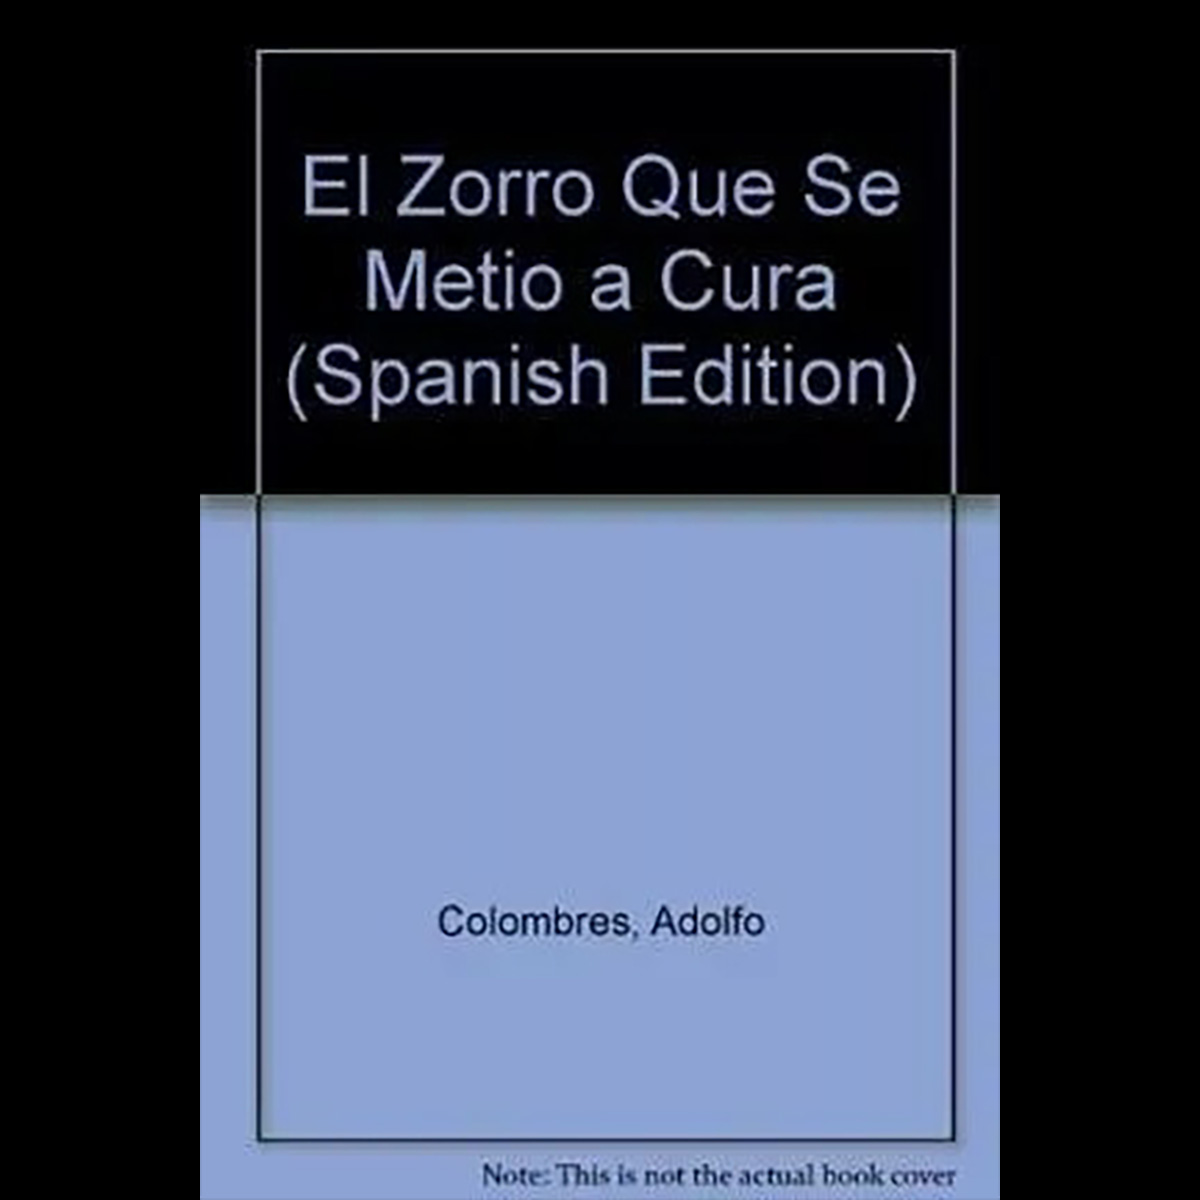 El Zorro Que Se
Metio a Cura
(Spanish Edition)
Colombres, Adolfo
Note: This is not the actual book cover